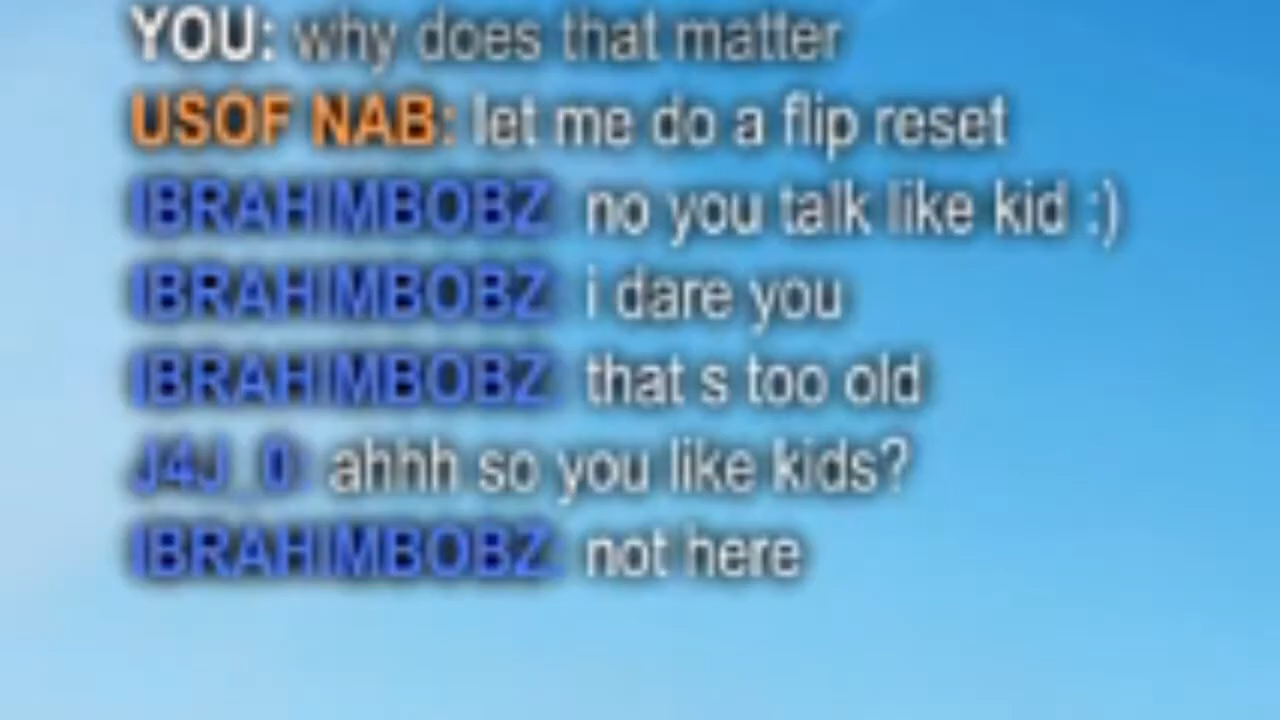 YOU: why does that matter
USOF NAB: let me do a flip reset
IBRAHIMBOBZ: no you talk like kid :)
IBRAHIMBOBZ: i dare you
IBRAHIMBOBZ: that s too old
J4J_0: ahhh so you like kids?
IBRAHIMBOBZ: not here